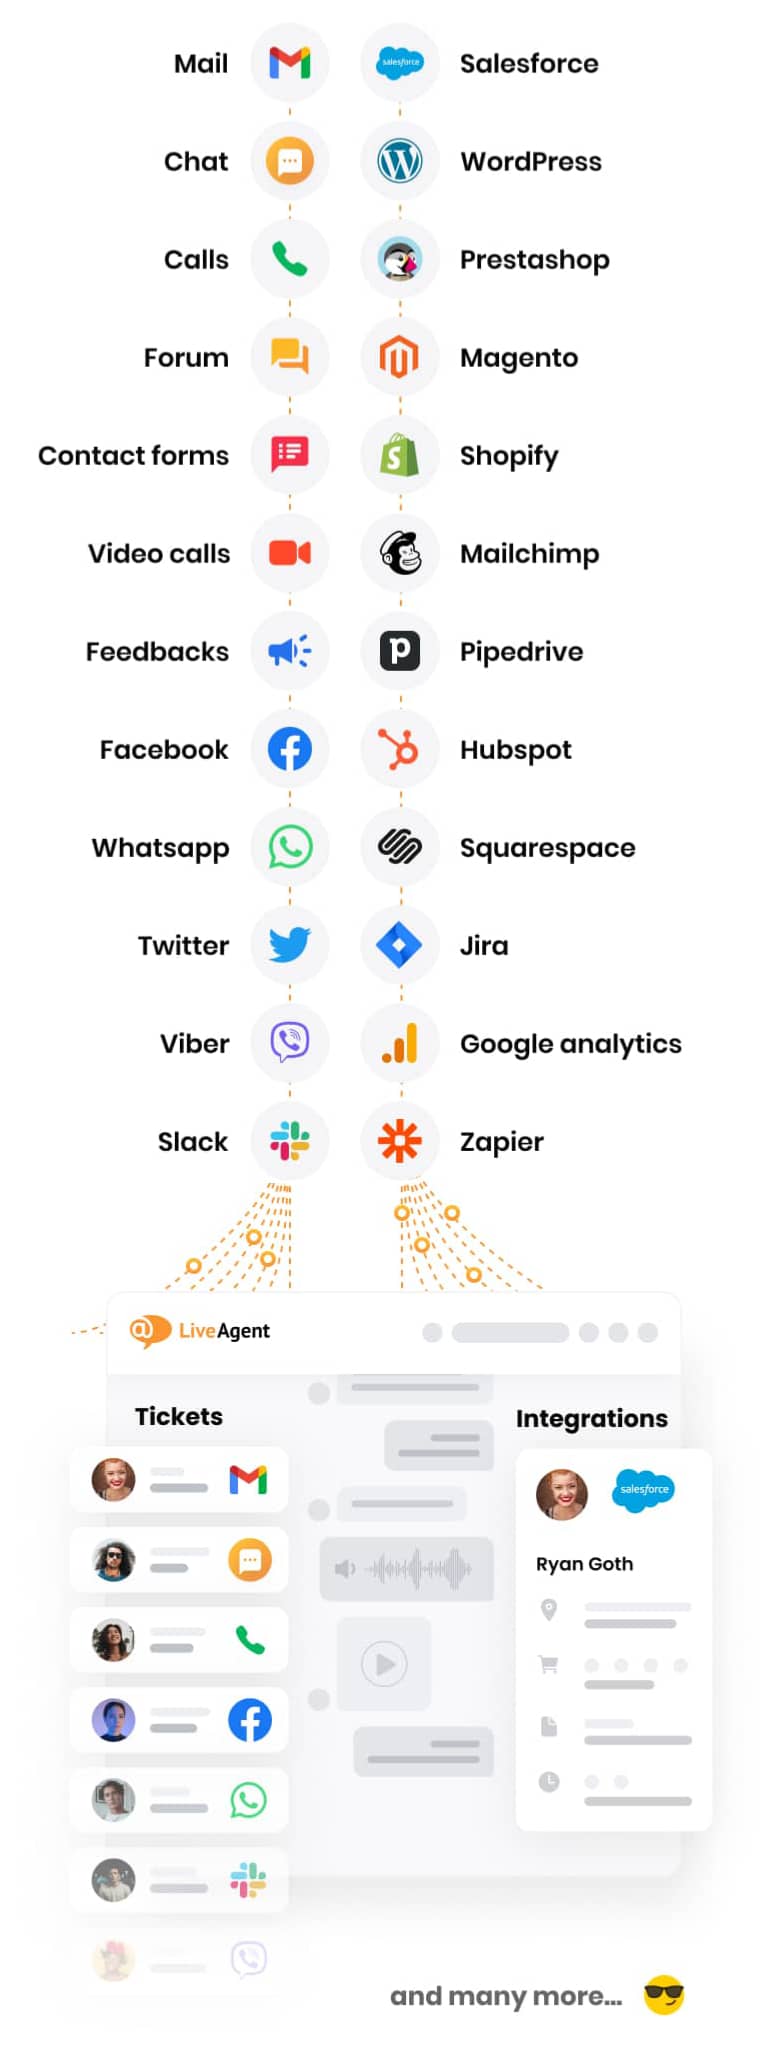 Mail
salesforce
Salesforce
Chat
WordPress
Calls
Prestashop
Forum
Magento
Contact forms
Shopify
Video calls
Mailchimp
Feedbacks
Pipedrive
Facebook
Hubspot
Whatsapp
Squarespace
Twitter
Jira
Viber
Google analytics
Slack
Zapier
LiveAgent
Tickets
Integrations
salesforce
Ryan Goth
and many more...